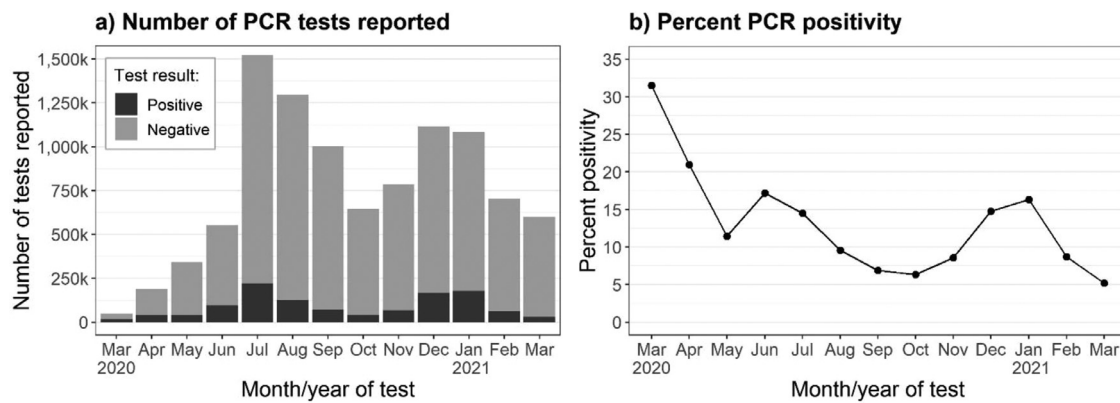 a) Number of PCR tests reported
Number of tests reported
1,500k
1,250k
1,000k
750k
500k
250k
0
Test result:
Positive
Negative
Mar Apr May Jun Jul Aug Sep Oct Nov Dec Jan Feb Mar
2020 2021
Month/year of test
b) Percent PCR positivity
Percent positivity
35
30
25
20
15
10
5
0
Mar Apr May Jun Jul Aug Sep Oct Nov Dec Jan Feb Mar
2020 2021
Month/year of test